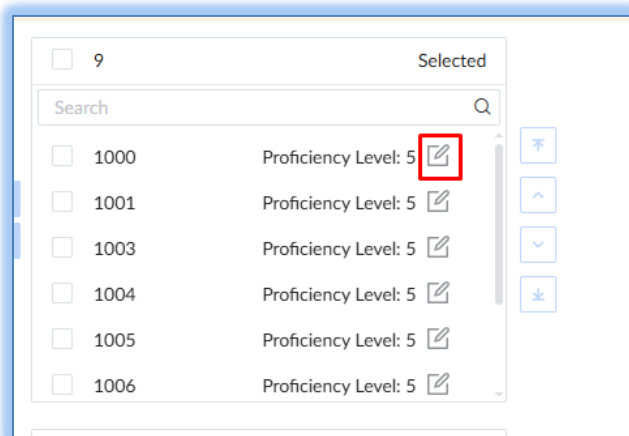 9 Selected
Search
1000 Proficiency Level: 5
1001 Proficiency Level: 5
1003 Proficiency Level: 5
1004 Proficiency Level: 5
1005 Proficiency Level: 5
1006 Proficiency Level: 5